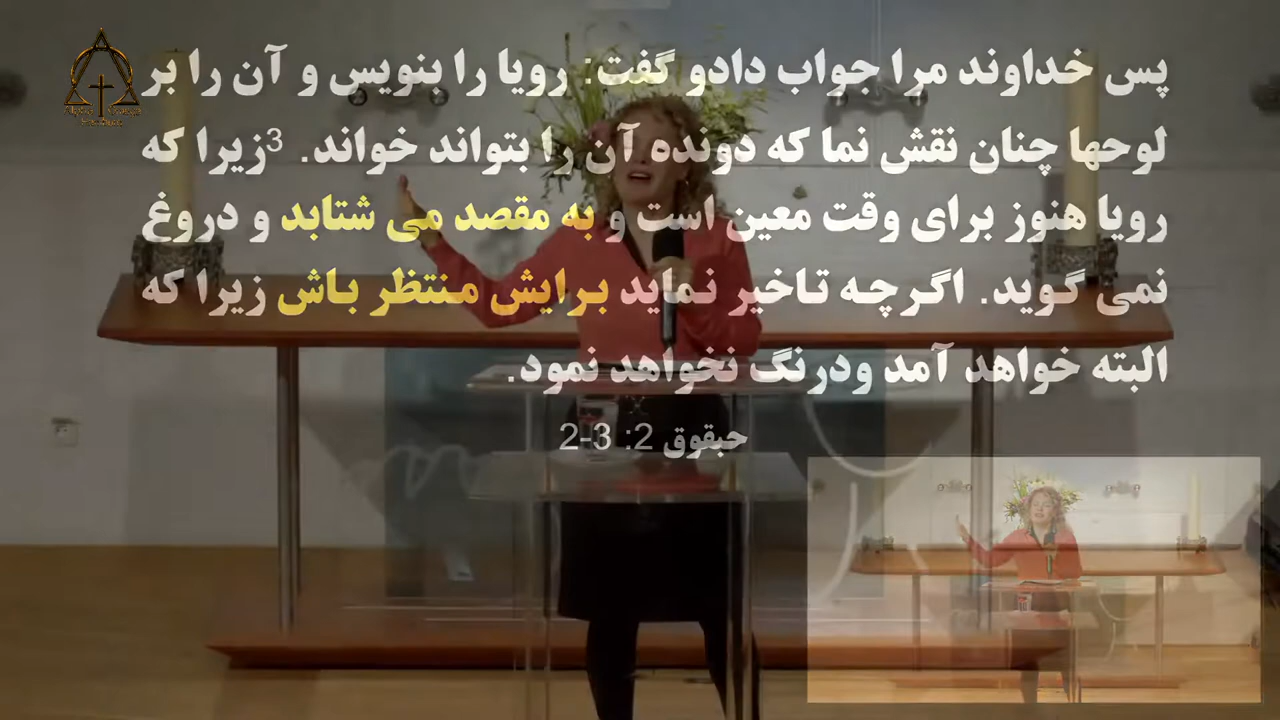 پس خداوند مرا جواب دادو گفت: رویا را بنویس و آن را بر
لوحها چنان نقش نما که دونده آن را بتواند خواند. 3زیرا که
رویا هنوز برای وقت معین است و به مقصد می شتابد و دروغ
نمی گوید. اگرچه تاخیر نماید برایش منتظر باش زیرا که
البته خواهد آمد ودرنگ نخواهد نمود.
حبقوق 2: 3-2